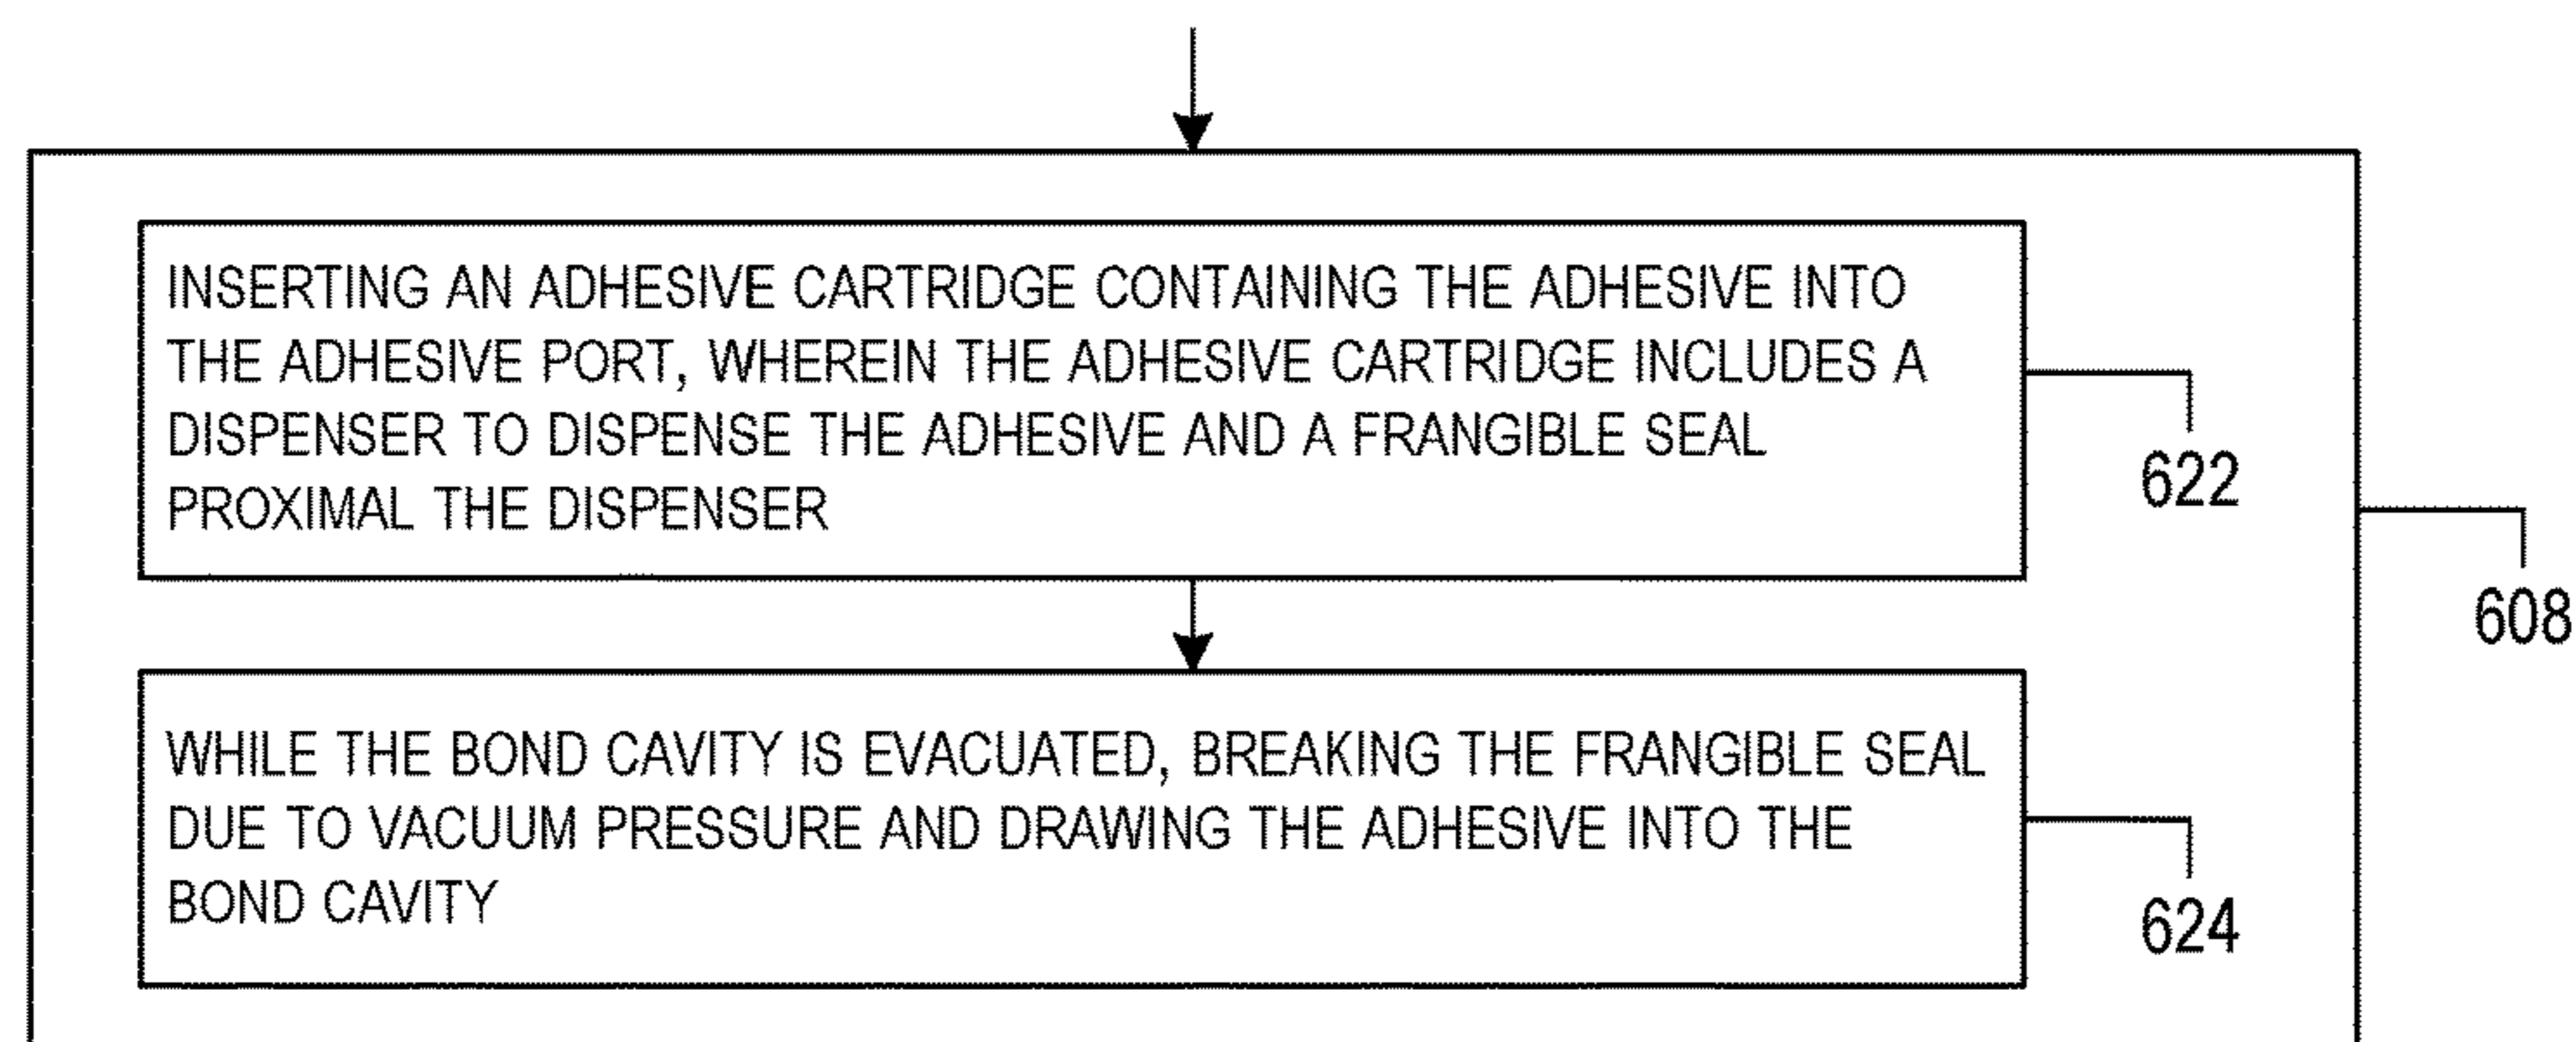 INSERTING AN ADHESIVE CARTRIDGE CONTAINING THE ADHESIVE INTO
THE ADHESIVE PORT, WHEREIN THE ADHESIVE CARTRIDGE INCLUDES A
DISPENSER TO DISPENSE THE ADHESIVE AND A FRANGIBLE SEAL
PROXIMAL THE DISPENSER
622
608
WHILE THE BOND CAVITY IS EVACUATED, BREAKING THE FRANGIBLE SEAL
DUE TO VACUUM PRESSURE AND DRAWING THE ADHESIVE INTO THE
BOND CAVITY
624